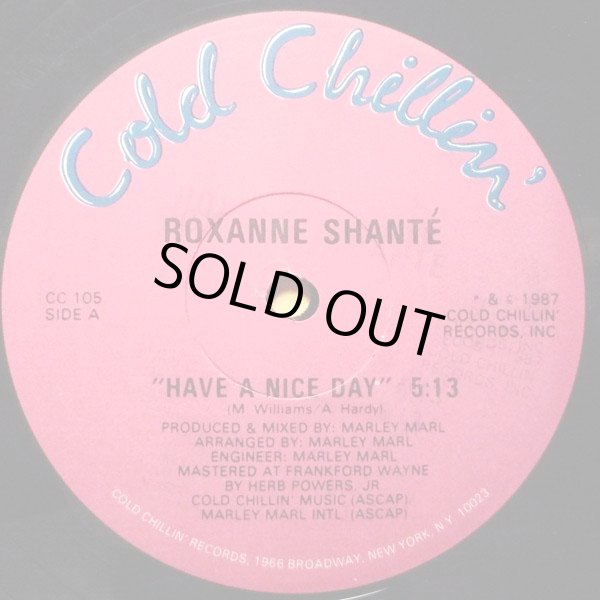 Cold Chillin'
ROXANNE SHANTÉ
SOLD OUT
CC 105
SIDE A
& © 1987
COLD CHILLIN'
RECORDS, INC
"HAVE A NICE DAY" 5:13
(M. Williams/A. Hardy)
PRODUCED & MIXED BY: MARLEY MARL
ARRANGED BY: MARLEY MARL
ENGINEER: MARLEY MARL
MASTERED AT FRANKFORD WAYNE
BY HERB POWERS, JR
COLD CHILLIN' MUSIC (ASCAP)
MARLEY MARL INTL. (ASCAP)
COLD CHILLIN' RECORDS, 1966 BROADWAY, NEW YORK, N.Y. 10023